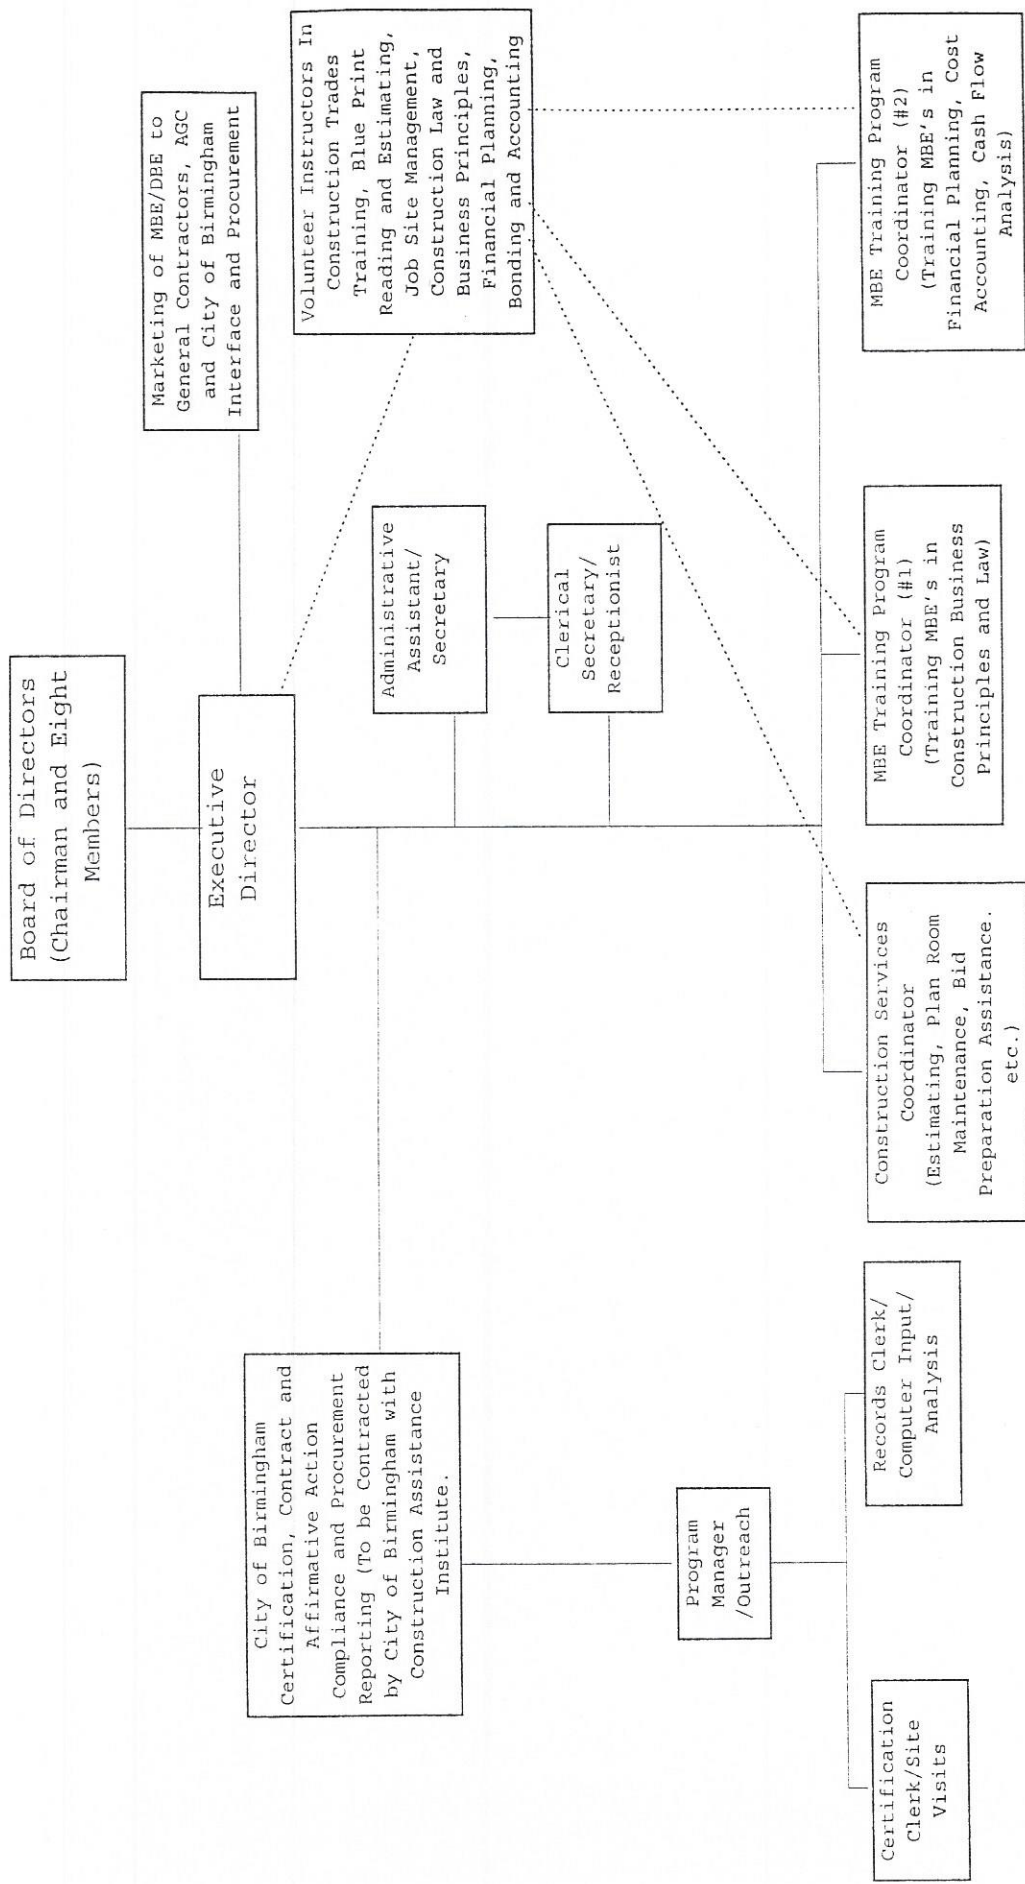 Board of Directors
(Chairman and Eight
Members)
Executive
Director
Marketing of MBE/DBE to
General Contractors, AGC
and City of Birmingham
Interface and Procurement
Volunteer Instructors In
Construction Trades
Training, Blue Print
Reading and Estimating,
Job Site Management,
Construction Law and
Business Principles,
Financial Planning,
Bonding and Accounting
City of Birmingham
Certification, Contract and
Affirmative Action
Compliance and Procurement
Reporting (To be Contracted
by City of Birmingham with
Construction Assistance
Institute.
Administrative
Assistant/
Secretary
Clerical
Secretary/
Receptionist
Program
Manager
/Outreach
Certification
Clerk/Site
Visits
Records Clerk/
Computer Input/
Analysis
Construction Services
Coordinator
(Estimating, Plan Room
Maintenance, Bid
Preparation Assistance.
etc.)
MBE Training Program
Coordinator (#1)
(Training MBE's in
Construction Business
Principles and Law)
MBE Training Program
Coordinator (#2)
(Training MBE's in
Financial Planning, Cost
Accounting, Cash Flow
Analysis)